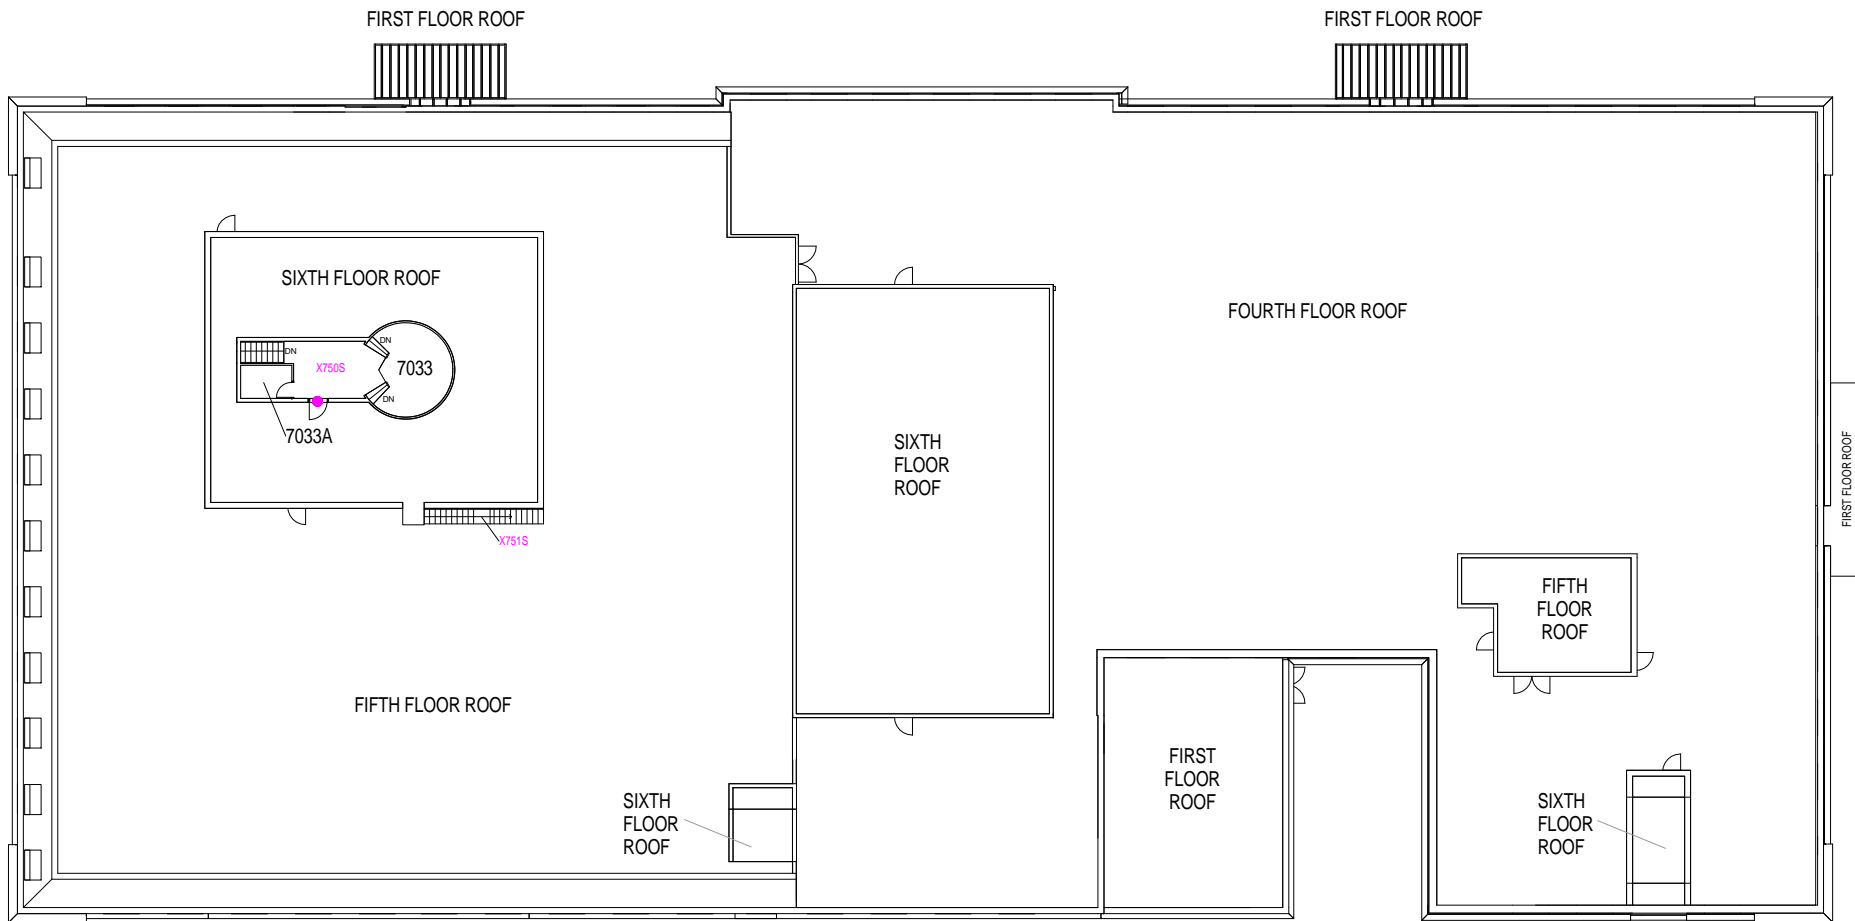 FIRST FLOOR ROOF
FIRST FLOOR ROOF
SIXTH FLOOR ROOF
DN
DN
X750S
7033
DN
7033A
X751S
FIFTH FLOOR ROOF
SIXTH
FLOOR
ROOF
SIXTH
FLOOR
ROOF
FOURTH FLOOR ROOF
FIRST FLOOR ROOF
FIFTH
FLOOR
ROOF
FIRST
FLOOR
ROOF
SIXTH
FLOOR
ROOF